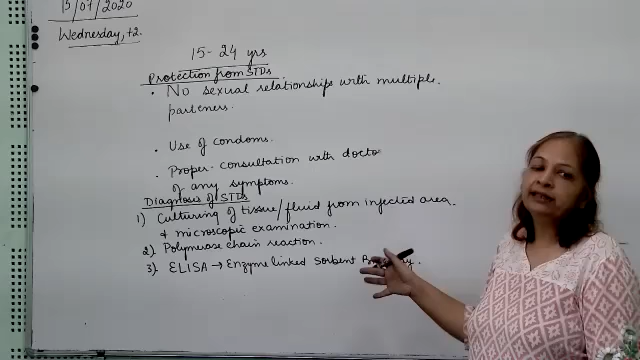 15/07/2020
Wednesday, +2.
15 - 24 yrs
Protection from STDs.
• No sexual relationships with multiple
parteners.
• Use of condoms.
• Proper consultation with docto
of any symptoms.
Diagnosis of STDs
1) Culturing of tissue/fluid from infected area
+ microscopic examination.
2) Polymerase chain reaction.
3) ELISA → Enzyme linked sorbent